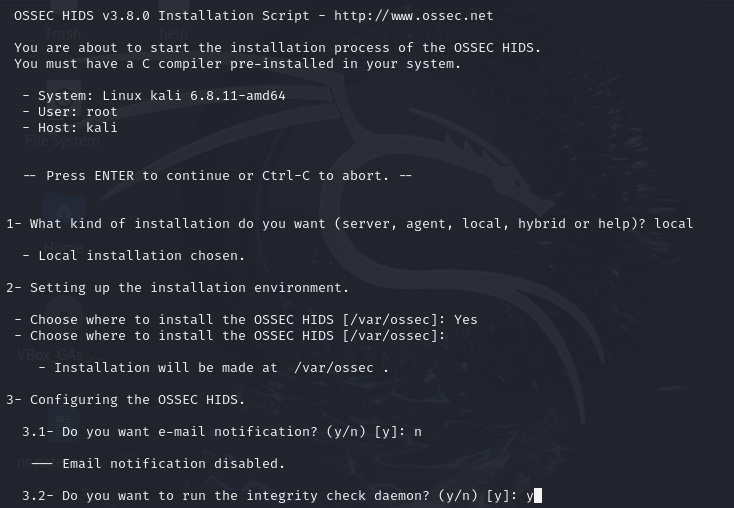 OSSEC HIDS v3.8.0 Installation Script - http://www.ossec.net
You are about to start the installation process of the OSSEC HIDS.
You must have a C compiler pre-installed in your system.
- System: Linux kali 6.8.11-amd64
- User: root
- Host: kali
-- Press ENTER to continue or Ctrl-C to abort. --
1- What kind of installation do you want (server, agent, local, hybrid or help)? local
- Local installation chosen.
2- Setting up the installation environment.
- Choose where to install the OSSEC HIDS [/var/ossec]: Yes
- Choose where to install the OSSEC HIDS [/var/ossec]:
- Installation will be made at  /var/ossec .
3- Configuring the OSSEC HIDS.
3.1- Do you want e-mail notification? (y/n) [y]: n
--- Email notification disabled.
3.2- Do you want to run the integrity check daemon? (y/n) [y]: y
Trash
help
File System
Home
VBox_GAs_